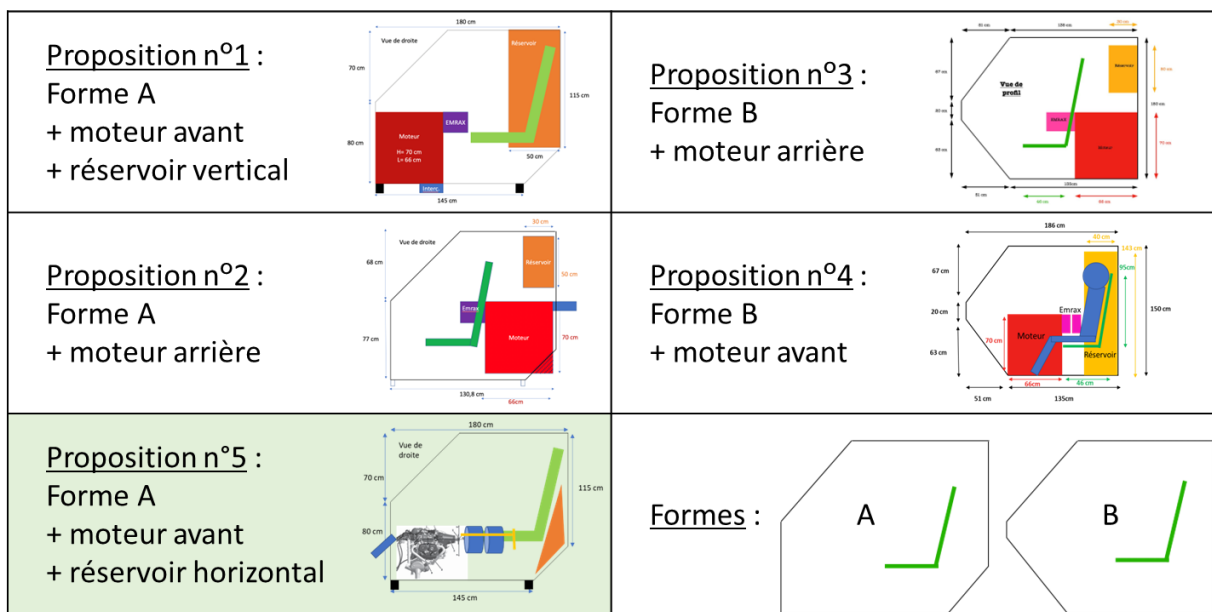 Proposition n°1 :
Forme A
+ moteur avant
+ réservoir vertical
180 cm
Vue de droite
Réservoir
70 cm
115 cm
EMRAX
Moteur
H= 70 cm
L= 66 cm
80 cm
50 cm
Interc.
145 cm
Proposition n°3 :
Forme B
+ moteur arrière
Vue de
profil
Réservoir
EMRAX
Moteur
Proposition n°2 :
Forme A
+ moteur arrière
30 cm
Vue de droite
68 cm
Réservoir
50 cm
Emrax
Moteur
77 cm
70 cm
130,8 cm
66cm
Proposition n°4 :
Forme B
+ moteur avant
186 cm
40 cm
143 cm
95cm
67 cm
20 cm
150 cm
Emrax
Moteur
70 cm
63 cm
Réservoir
66cm
46 cm
51 cm
135cm
Proposition n°5 :
Forme A
+ moteur avant
+ réservoir horizontal
180 cm
Vue de
droite
70 cm
115 cm
80 cm
145 cm
Formes :
A
B